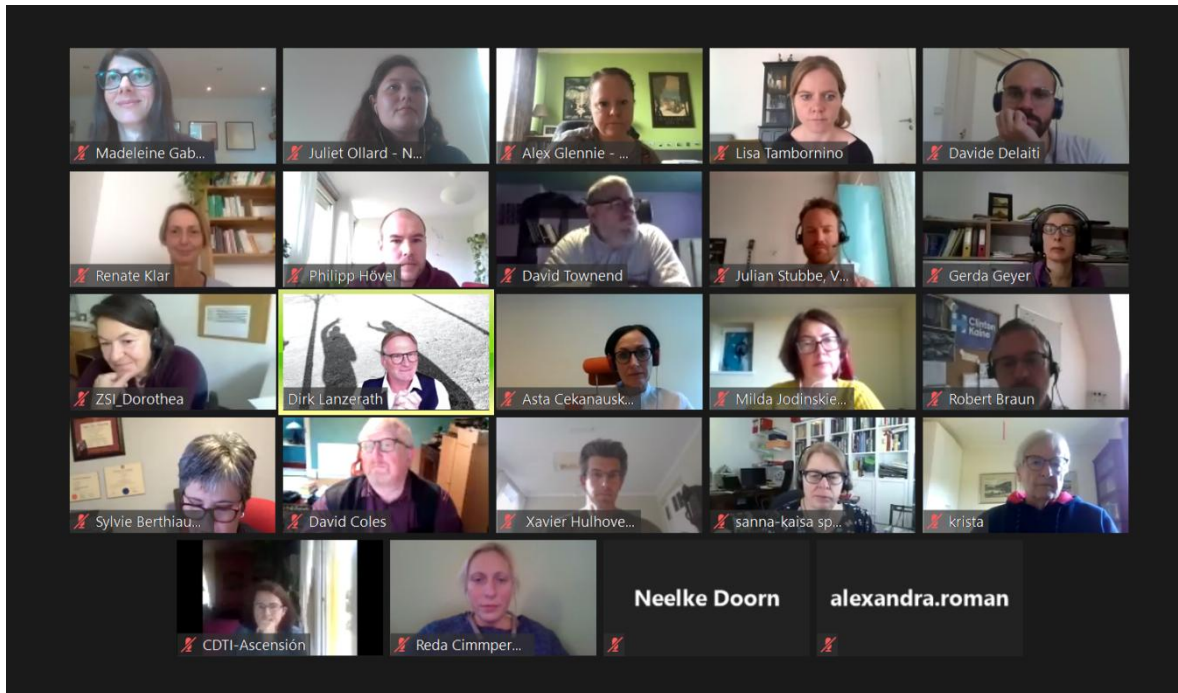 Madeleine Gab...
Juliet Ollard - N...
Alex Glennie - ...
Lisa Tambornino
Davide Delaiti
Renate Klar
Philipp Hövel
David Townend
Julian Stubbe, V...
Gerda Geyer
ZSI_Dorothea
Dirk Lanzerath
Asta Cekanausk...
Milda Jodinskie...
Clinton
Kaine
Robert Braun
Sylvie Berthiau...
David Coles
Xavier Hulhove...
sanna-kaisa sp...
krista
CDTI-Ascensión
Reda Cimmper...
Neelke Doorn
alexandra.roman